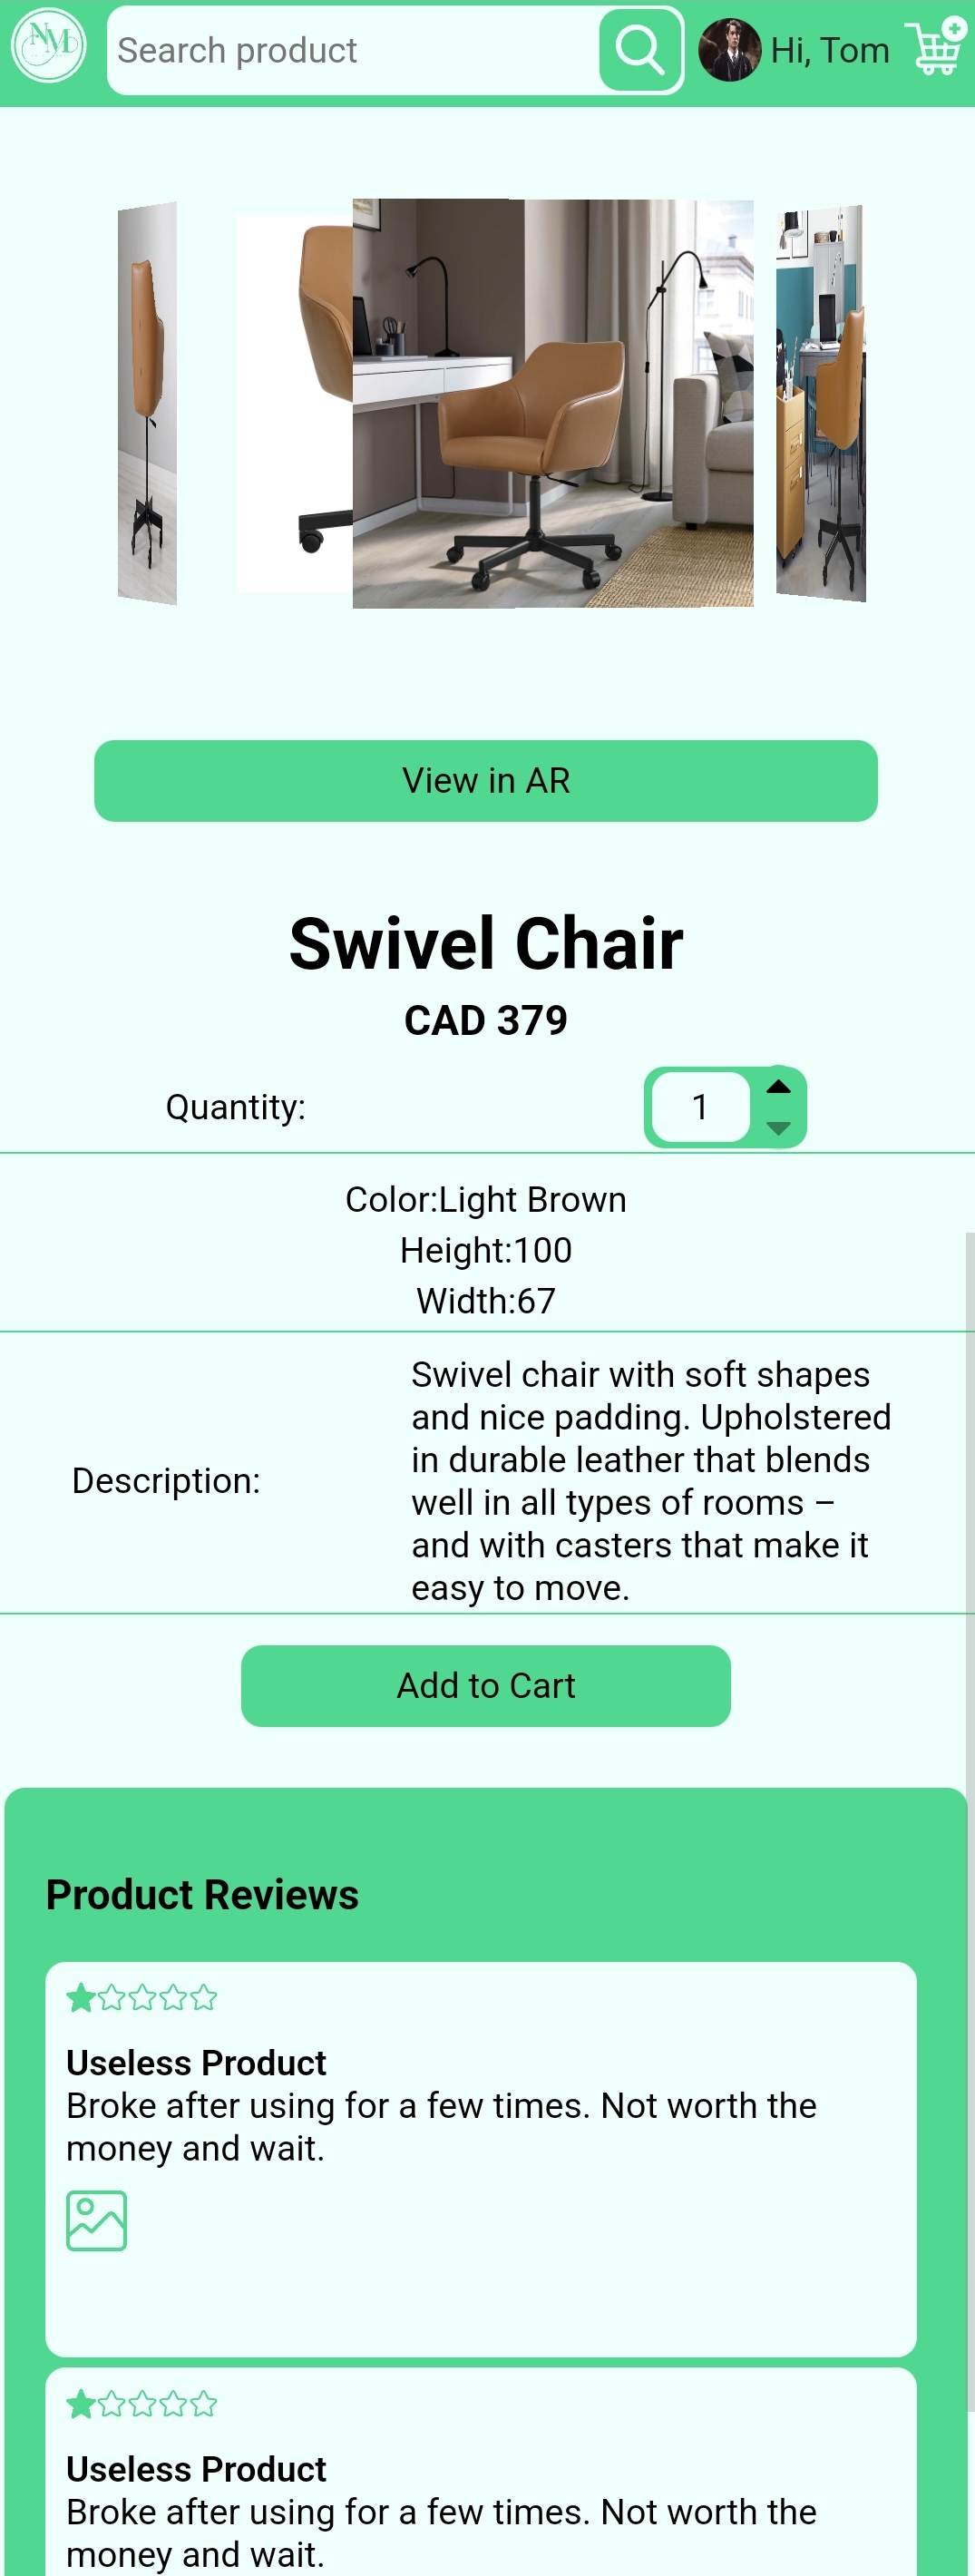 NMD
Search product
Hi, Tom
View in AR
Swivel Chair
CAD 379
Quantity:
1
Color:Light Brown
Height:100
Width:67
Description:
Swivel chair with soft shapes
and nice padding. Upholstered
in durable leather that blends
well in all types of rooms –
and with casters that make it
easy to move.
Add to Cart
Product Reviews
Useless Product
Broke after using for a few times. Not worth the
money and wait.
Useless Product
Broke after using for a few times. Not worth the
money and wait.